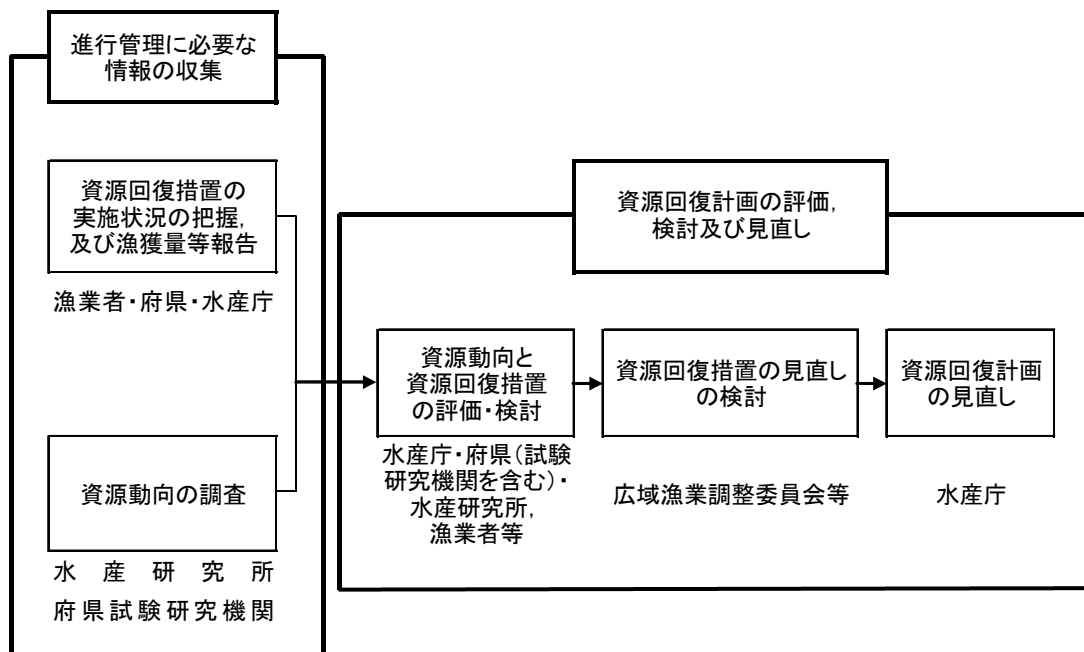 進行管理に必要な
情報の収集
資源回復措置の
実施状況の把握,
及び漁獲量等報告
漁業者・府県・水産庁
資源動向の調査
水産研究所
府県試験研究機関
資源回復計画の評価,
検討及び見直し
資源動向と
資源回復措置
の評価・検討
水産庁・府県(試験
研究機関を含む)・
水産研究所,
漁業者等
資源回復措置の見直し
の検討
広域漁業調整委員会等
資源回復計画
の見直し
水産庁